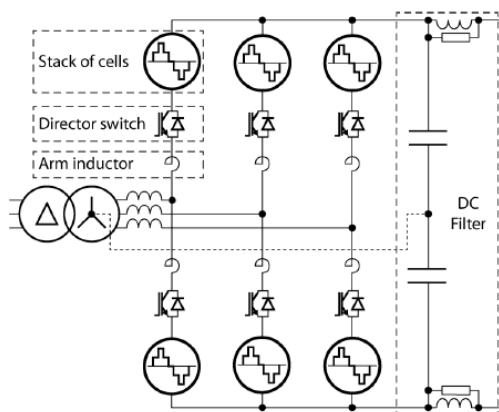 Stack of cells
Director switch
Arm inductor
DC
Filter